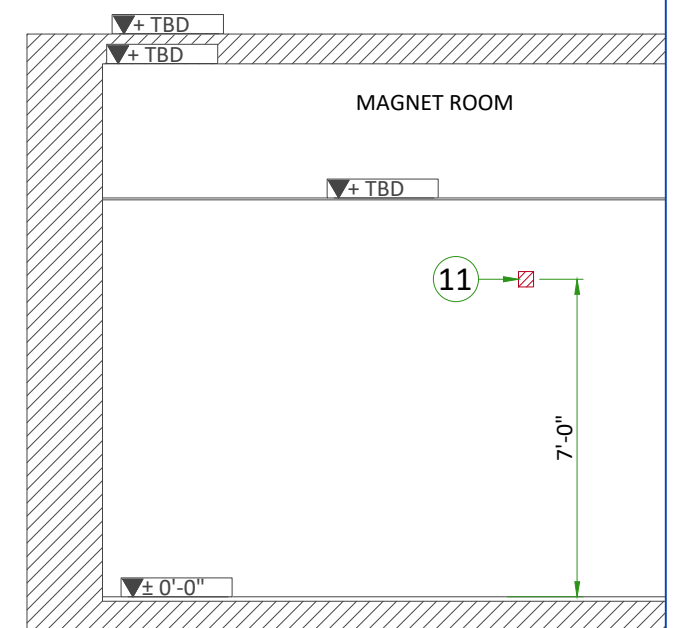 + TBD
+ TBD
MAGNET ROOM
+ TBD
11
7'-0"
± 0'-0"